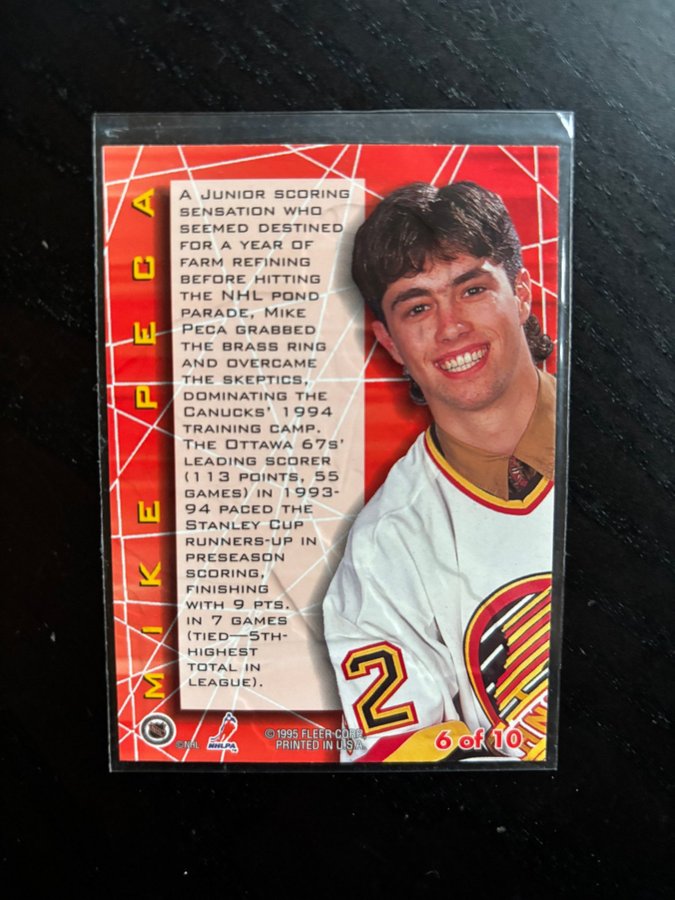 MIKE PECA
A JUNIOR SCORING
SENSATION WHO
SEEMED DESTINED
FOR A YEAR OF
FARM REFINING
BEFORE HITTING
THE NHL POND
PARADE, MIKE
PECA GRABBED
THE BRASS RING
AND OVERCAME
THE SKEPTICS,
DOMINATING THE
CANUCKS' 1994
TRAINING CAMP.
THE OTTAWA 67S'
LEADING SCORER
(113 POINTS, 55
GAMES) IN 1993-
94 PACED THE
STANLEY CUP
RUNNERS-UP IN
PRESEASON
SCORING,
FINISHING
WITH 9 PTS.
IN 7 GAMES
(TIED—5TH-
HIGHEST
TOTAL IN
LEAGUE).
2
©NHL
NHLPA
©1995 FLEER CORP.
PRINTED IN U.S.A.
6 of 10